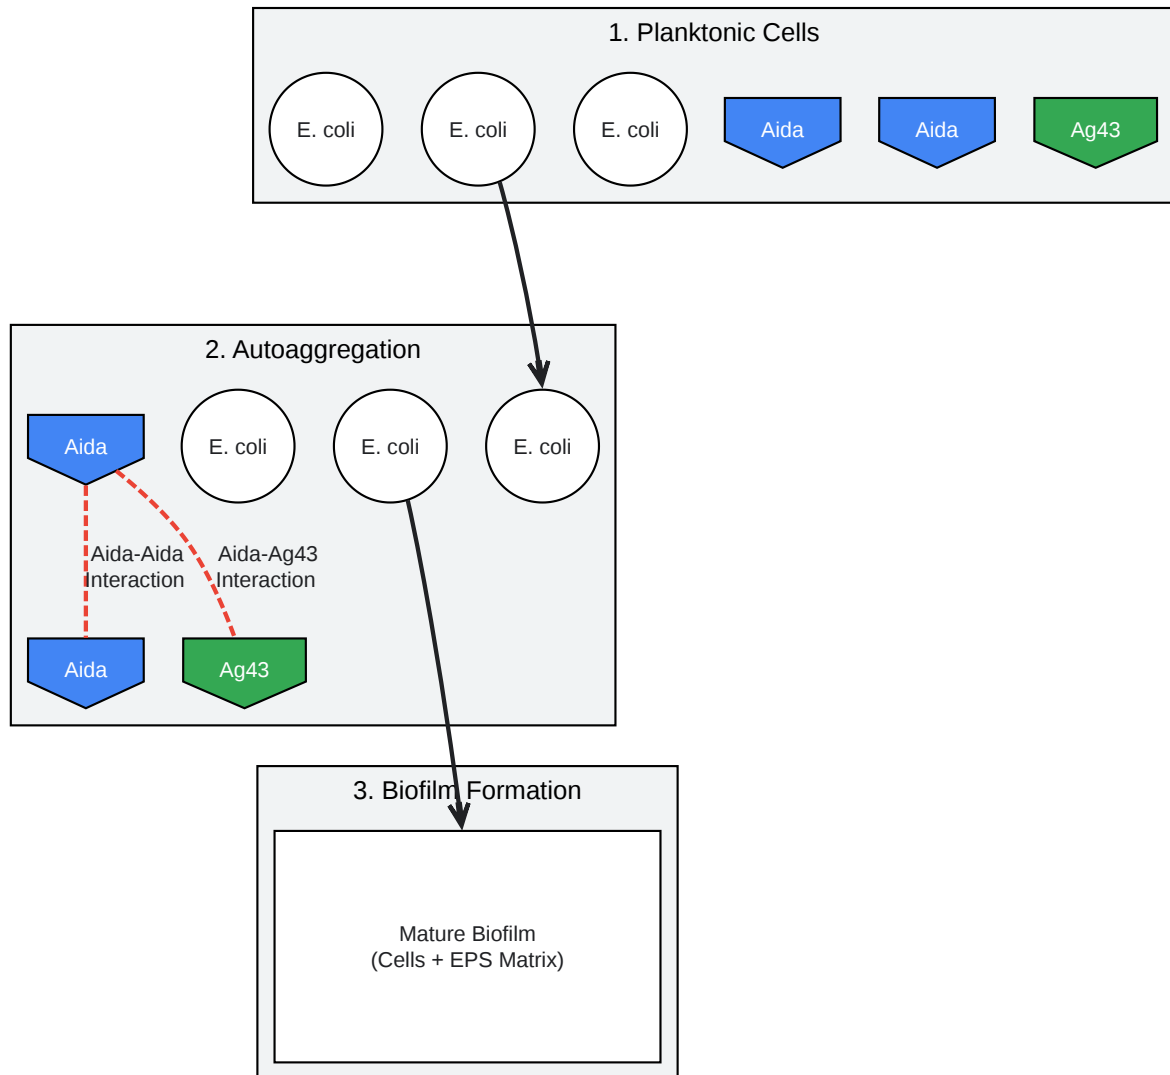 1. Planktonic Cells
E. coli
E. coli
E. coli
Aida
Aida
Ag43
2. Autoaggregation
Aida
E. coli
E. coli
E. coli
Aida-Aida
Interaction
Aida-Ag43
Interaction
Aida
Ag43
3. Biofilm Formation
Mature Biofilm
(Cells + EPS Matrix)